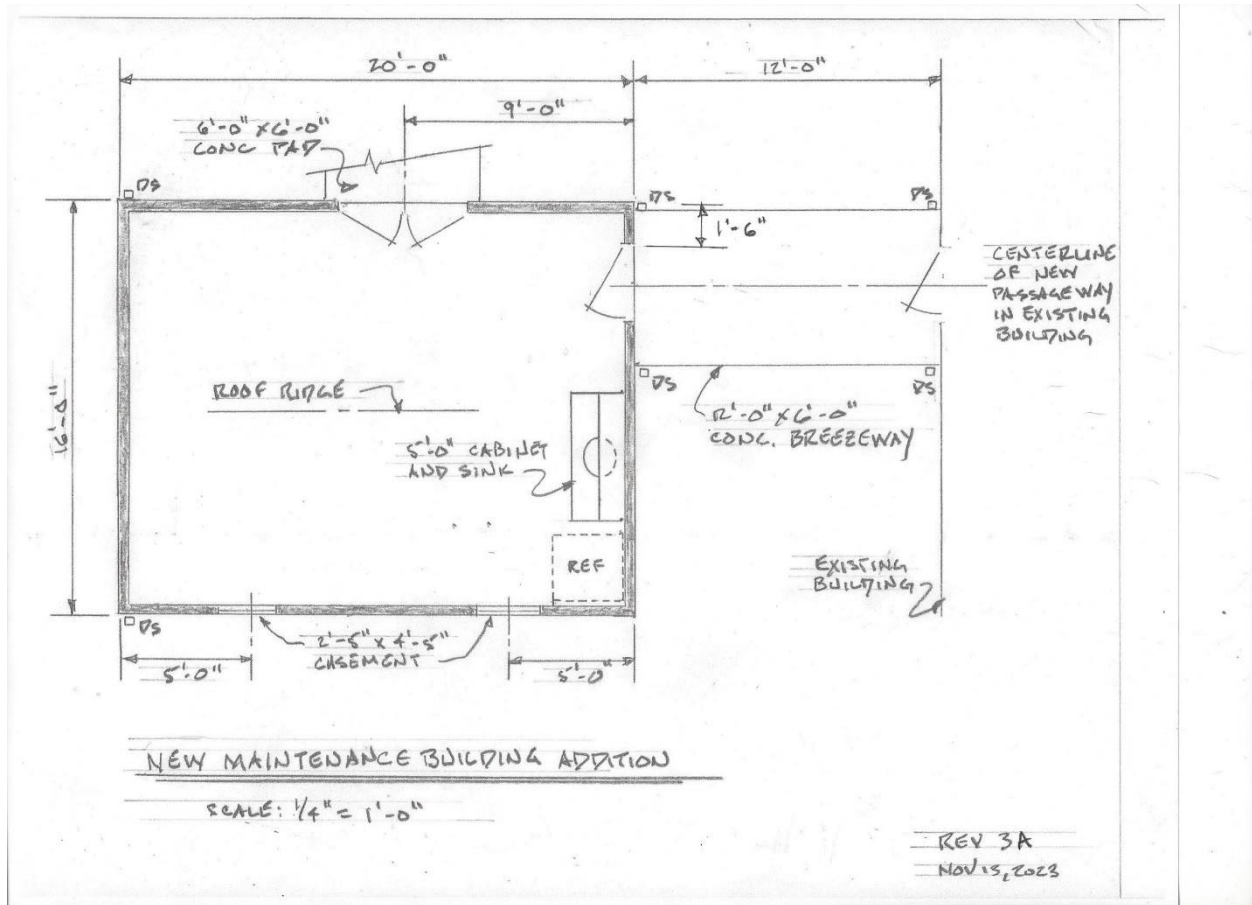 20'-0"
12'-0"
9'-0"
6'-0" x 6'-0"
CONC PAD
DS
DS
DS
1'-6"
CENTERLINE
OF NEW
PASSAGEWAY
IN EXISTING
BUILDING
ROOF RIDGE
16'-0"
DS
DS
12'-0" x 6'-0"
CONC. BREEZEWAY
5'-0" CABINET
AND SINK
REF
EXISTING
BUILDING
DS
2'-5" x 4'-5"
CASEMENT
5'-0"
5'-0"
NEW MAINTENANCE BUILDING ADDITION
SCALE: 1/4" = 1'-0"
REV 3A
NOV 15, 2023